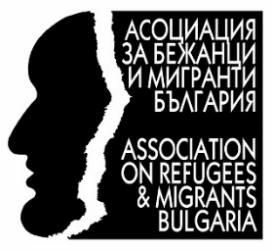 АСОЦИАЦИЯ
ЗА БЕЖАНЦИ
И МИГРАНТИ
БЪЛГАРИЯ
ASSOCIATION
ON REFUGEES
& MIGRANTS
BULGARIA